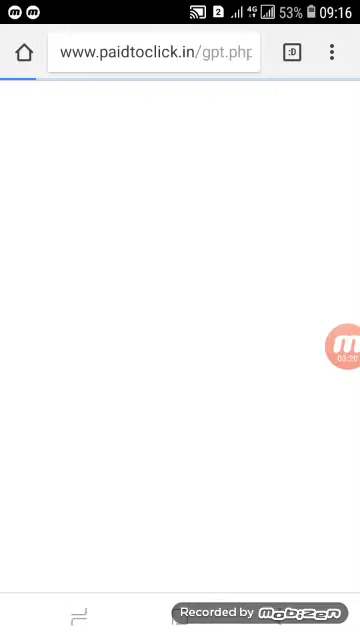 2 4G 53% 09:16
www.paidtoclick.in/gpt.php
:D
03:20
Recorded by mobizen